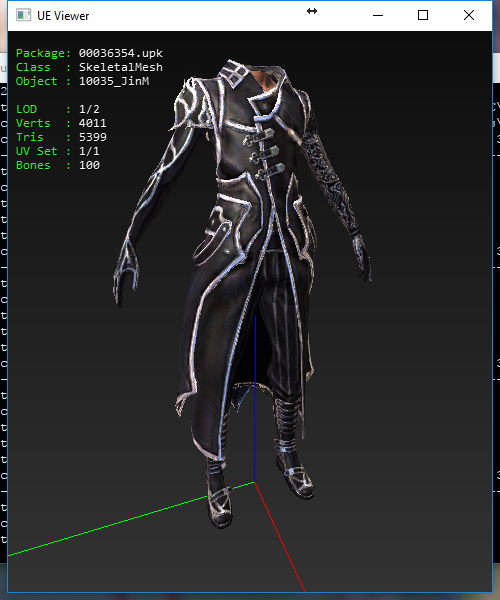 UE Viewer
Package: 00036354.upk
Class : SkeletalMesh
Object : 10035_JinM
LOD : 1/2
Verts : 4011
Tris : 5399
UV Set : 1/1
Bones : 100